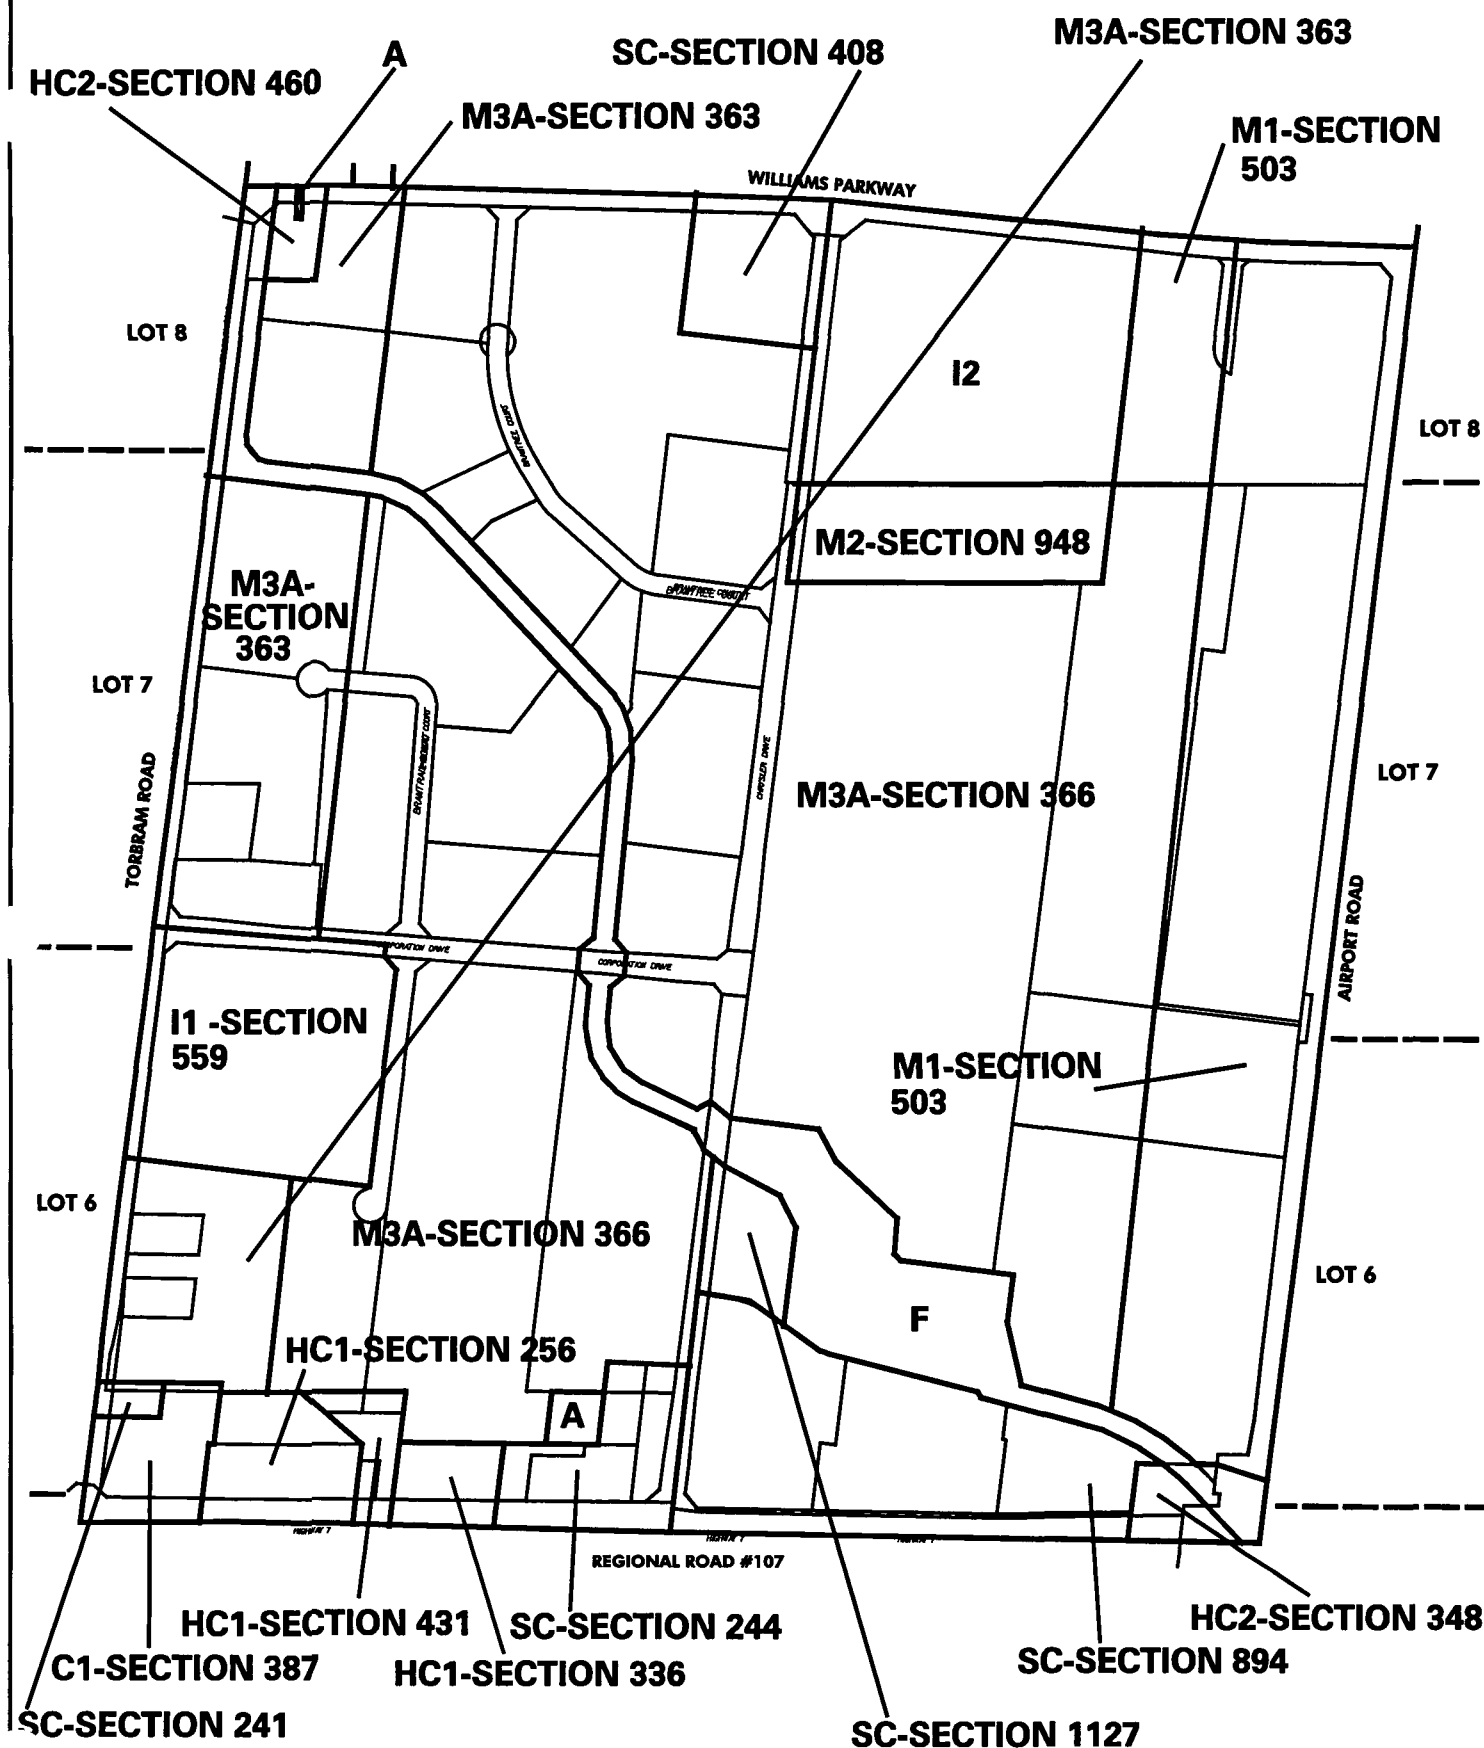 M3A-SECTION 363
A
SC-SECTION 408
HC2-SECTION 460
M3A-SECTION 363
M1-SECTION
503
WILLIAMS PARKWAY
LOT 8
I2
LOT 8
M2-SECTION 948
M3A-
SECTION
363
LOT 7
CHRYSLER DRIVE
LOT 7
TORBRAM ROAD
M3A-SECTION 366
AIRPORT ROAD
CORPORATION DRIVE
CORPORATION DRIVE
I1 -SECTION
559
M1-SECTION
503
LOT 6
M3A-SECTION 366
LOT 6
F
HC1-SECTION 256
A
HIGHWAY 7
HIGHWAY 7
HIGHWAY 7
REGIONAL ROAD #107
HC1-SECTION 431
SC-SECTION 244
HC2-SECTION 348
C1-SECTION 387
HC1-SECTION 336
SC-SECTION 894
SC-SECTION 241
SC-SECTION 1127